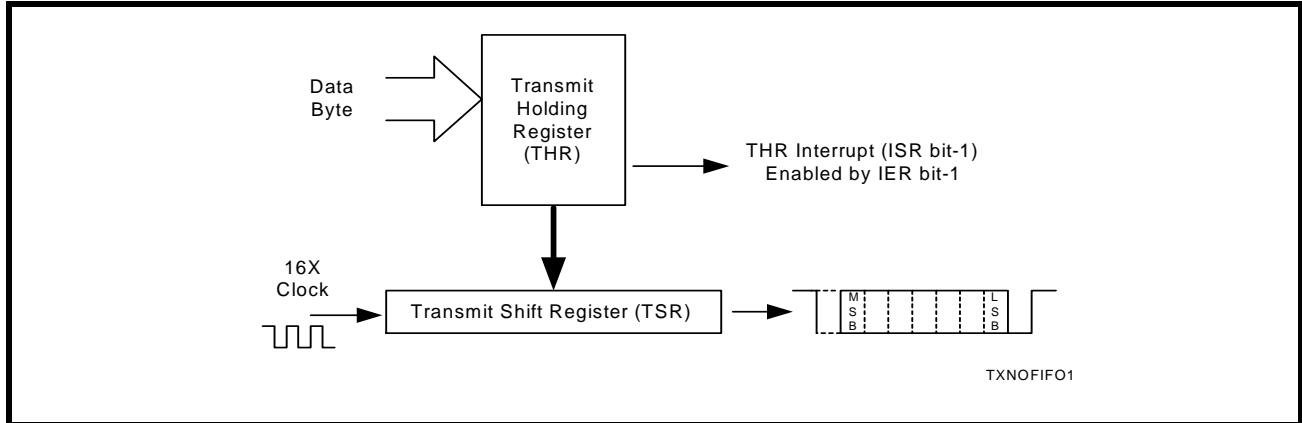 Data
Byte
Transmit
Holding
Register
(THR)
THR Interrupt (ISR bit-1)
Enabled by IER bit-1
16X
Clock
Transmit Shift Register (TSR)
M
S
B
L
S
B
TXNOFIFO1